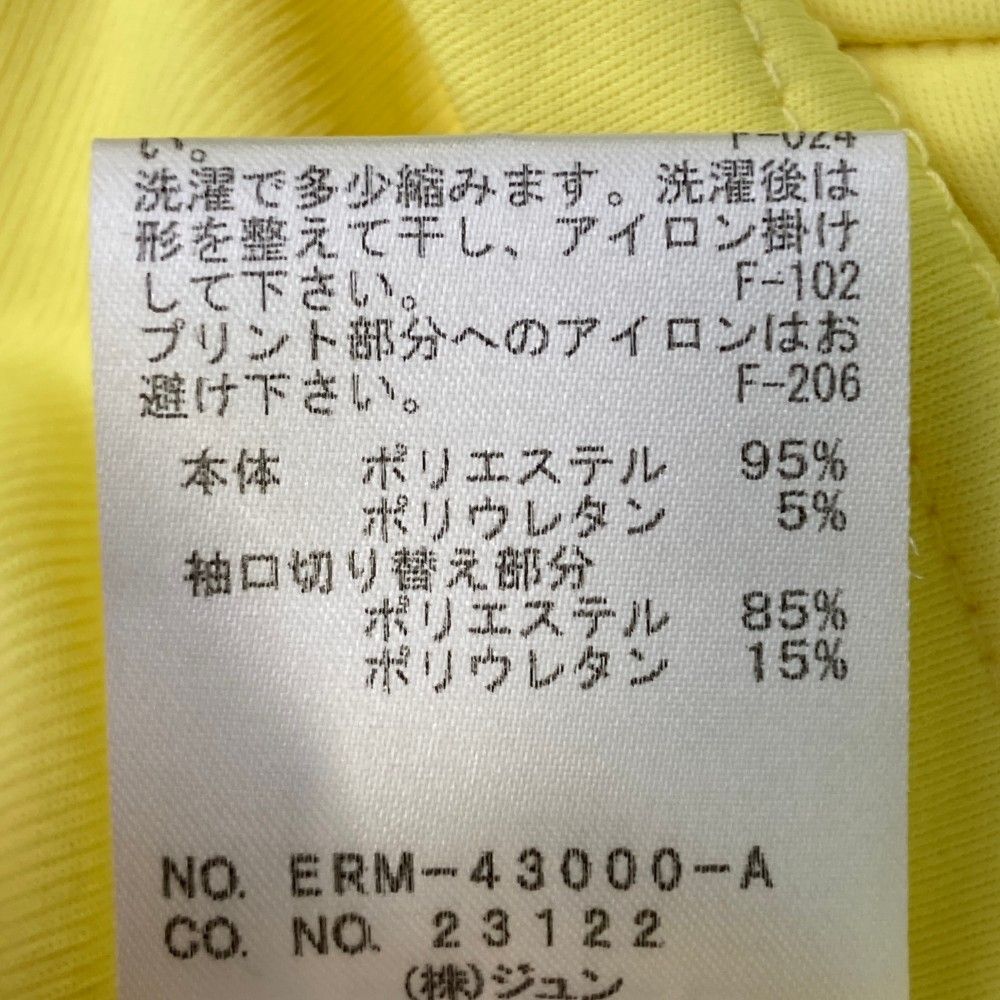 い。 F-024
洗濯で多少縮みます。洗濯後は
形を整えて干し、アイロン掛け
して下さい。 F-102
プリント部分へのアイロンはお
避け下さい。 F-206
本体 ポリエステル 95%
ポリウレタン 5%
袖口切り替え部分
ポリエステル 85%
ポリウレタン 15%
NO. ERM-43000-A
CO. NO. 23122
(株)ジュン